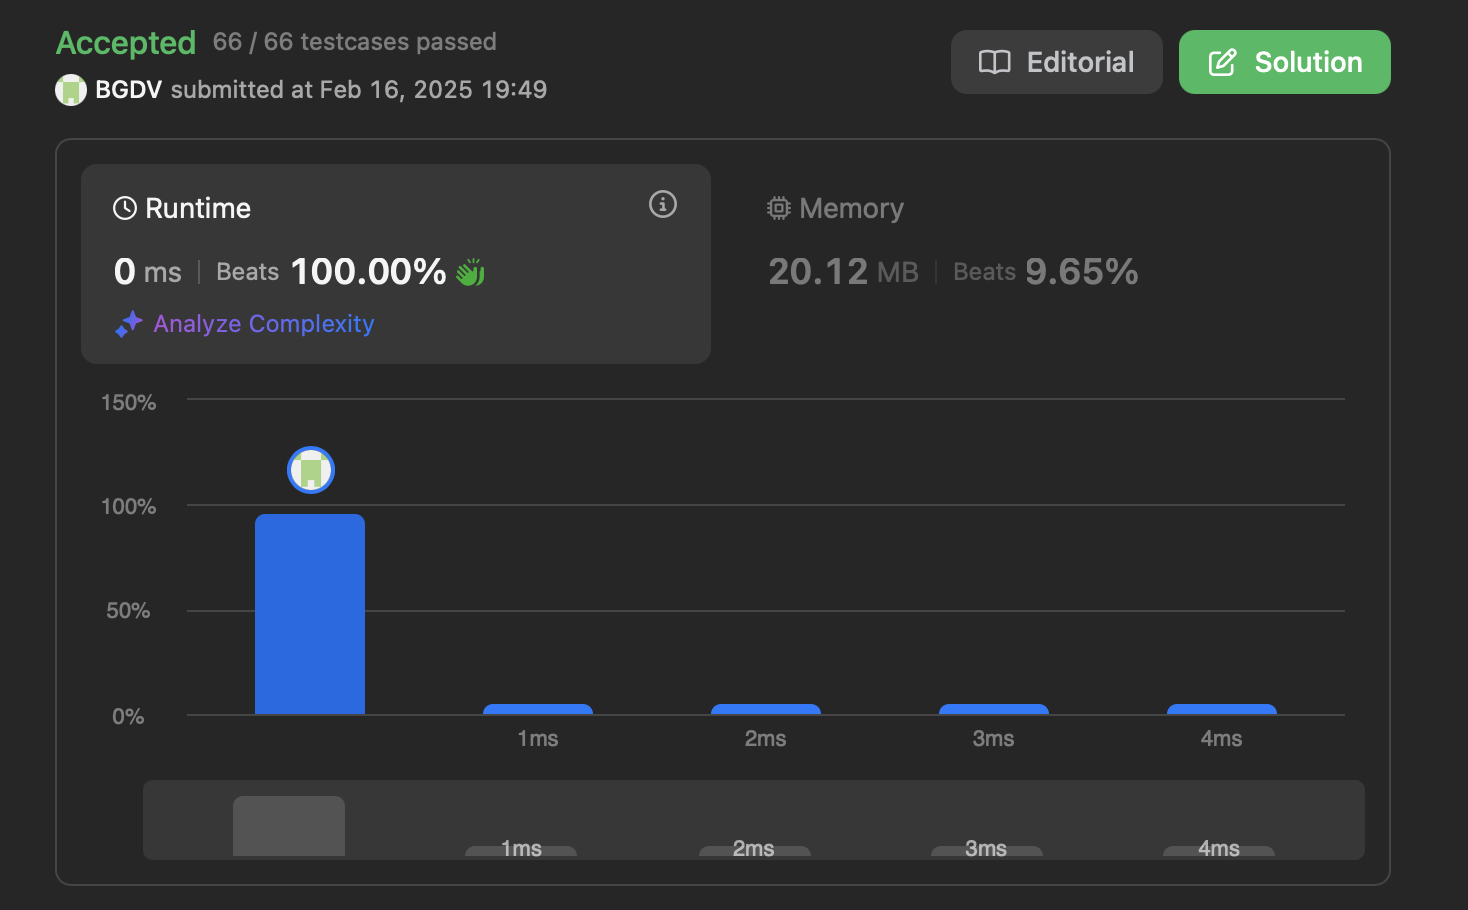 Accepted 66 / 66 testcases passed
BGDV submitted at Feb 16, 2025 19:49
Editorial
Solution
Runtime
0 ms | Beats 100.00%
Analyze Complexity
Memory
20.12 MB | Beats 9.65%
150%
100%
50%
0%
1ms 2ms 3ms 4ms
1ms 2ms 3ms 4ms